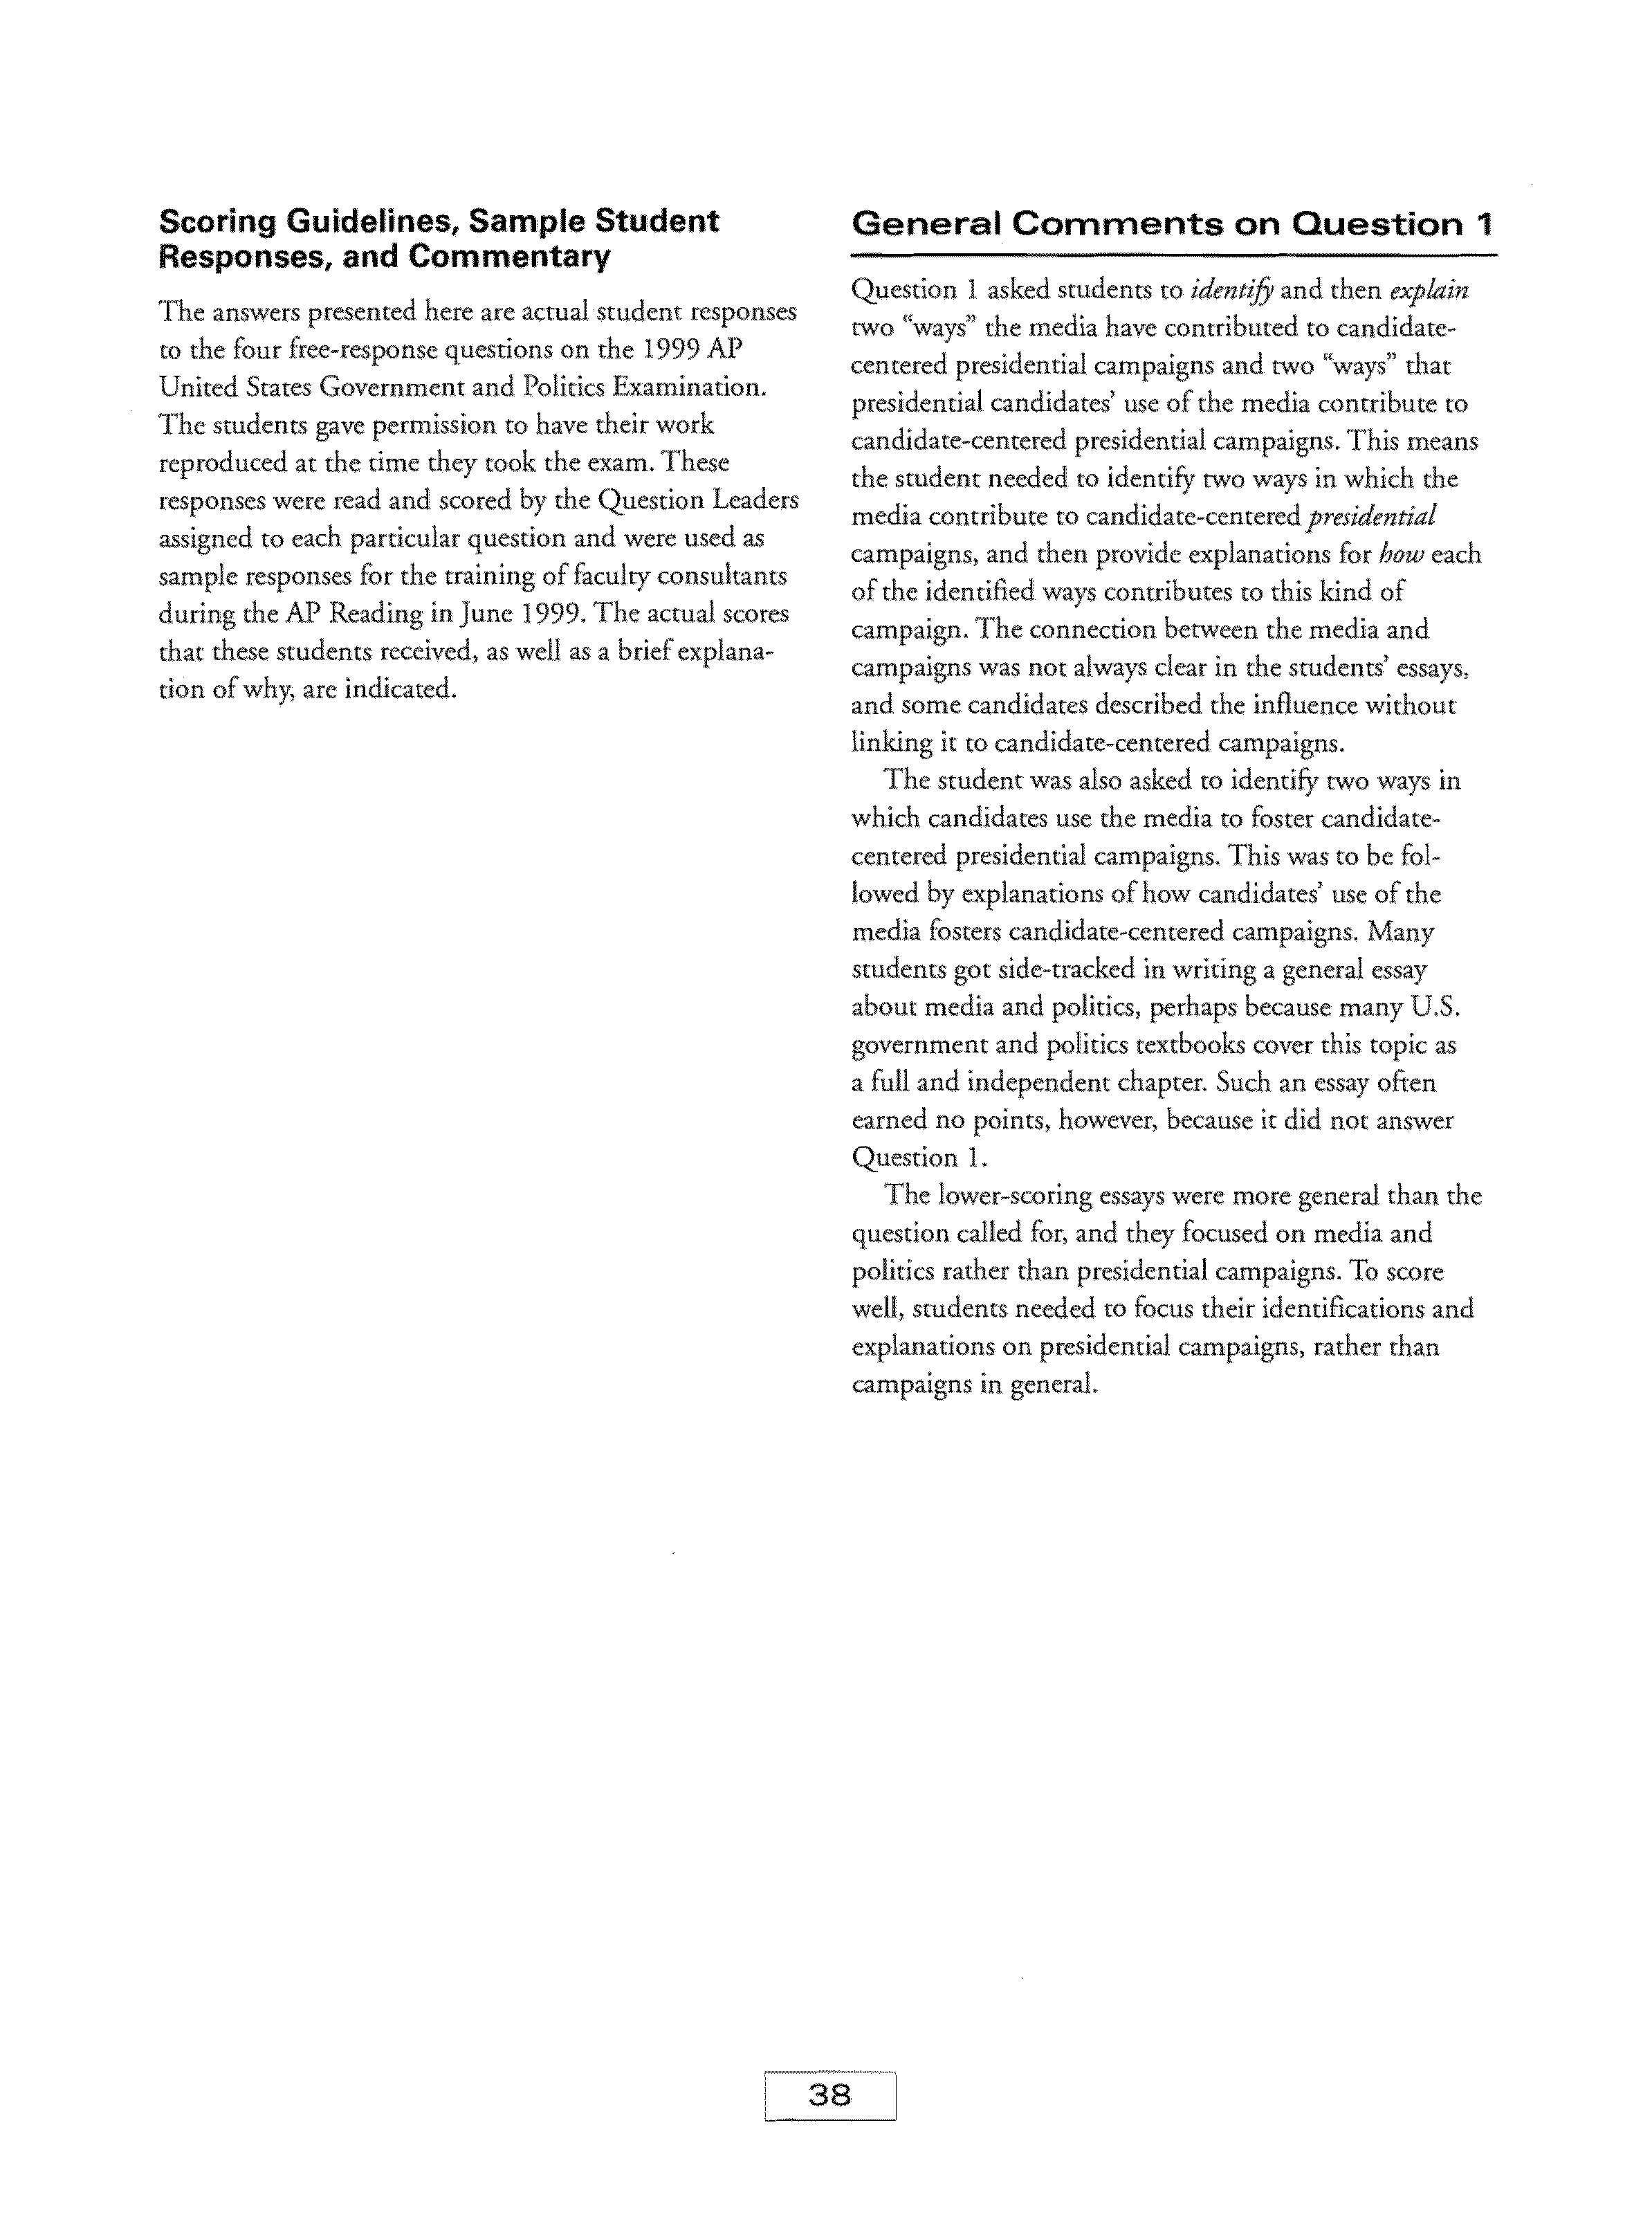 Scoring Guidelines, Sample Student
Responses, and Commentary
The answers presented here are actual student responses
to the four free-response questions on the 1999 AP
United States Government and Politics Examination.
The students gave permission to have their work
reproduced at the time they took the exam. These
responses were read and scored by the Question Leaders
assigned to each particular question and were used as
sample responses for the training of faculty consultants
during the AP Reading in June 1999. The actual scores
that these students received, as well as a brief explana-
tion of why, are indicated.
General Comments on Question 1
Question 1 asked students to identify and then explain
two “ways” the media have contributed to candidate-
centered presidential campaigns and two “ways” that
presidential candidates’ use of the media contribute to
candidate-centered presidential campaigns. This means
the student needed to identify two ways in which the
media contribute to candidate-centered presidential
campaigns, and then provide explanations for how each
of the identified ways contributes to this kind of
campaign. The connection between the media and
campaigns was not always clear in the students’ essays,
and some candidates described the influence without
linking it to candidate-centered campaigns.
The student was also asked to identify two ways in
which candidates use the media to foster candidate-
centered presidential campaigns. This was to be fol-
lowed by explanations of how candidates’ use of the
media fosters candidate-centered campaigns. Many
students got side-tracked in writing a general essay
about media and politics, perhaps because many U.S.
government and politics textbooks cover this topic as
a full and independent chapter. Such an essay often
earned no points, however, because it did not answer
Question 1.
The lower-scoring essays were more general than the
question called for, and they focused on media and
politics rather than presidential campaigns. To score
well, students needed to focus their identifications and
explanations on presidential campaigns, rather than
campaigns in general.
38